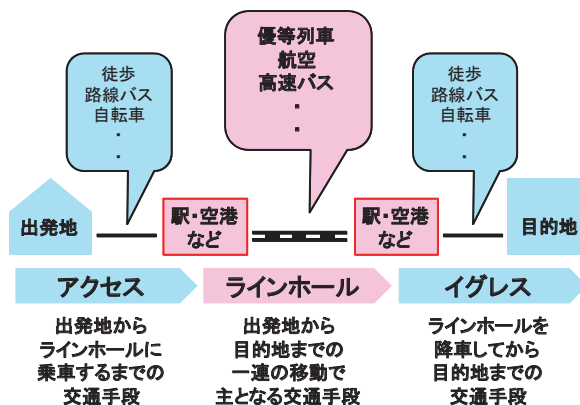 優等列車
航空
高速バス
・
・
徒歩
路線バス
自転車
・
・
徒歩
路線バス
自転車
・
・
出発地
駅・空港
など
駅・空港
など
目的地
アクセス
ラインホール
イグレス
出発地から
ラインホールに
乗車するまでの
交通手段
出発地から
目的地までの
一連の移動で
主となる交通手段
ラインホールを
降車してから
目的地までの
交通手段